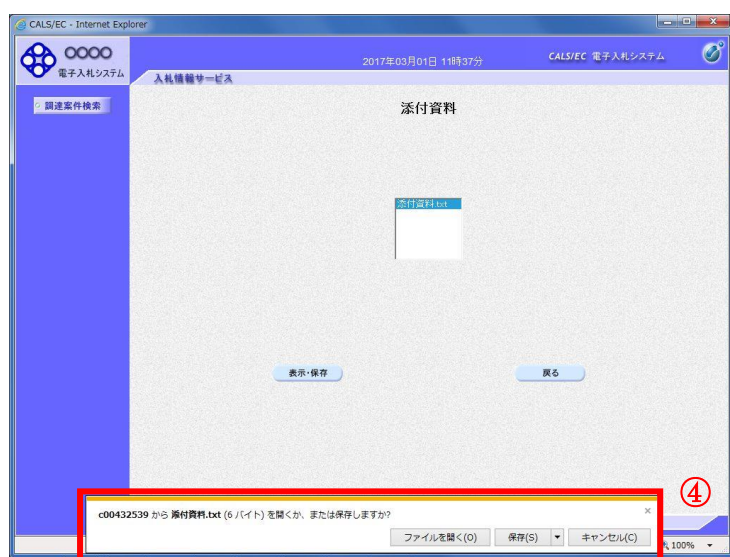 CALS/EC - Internet Explorer
○○○○
電子入札システム
2017年03月01日 11時37分
CALS/EC 電子入札システム
入札情報サービス
調達案件検索
添付資料
添付資料.txt
表示・保存
戻る
④
c00432539 から 添付資料.txt (6 バイト) を開くか、または保存しますか?
×
ファイルを開く(O)
保存(S)
キャンセル(C)
100%